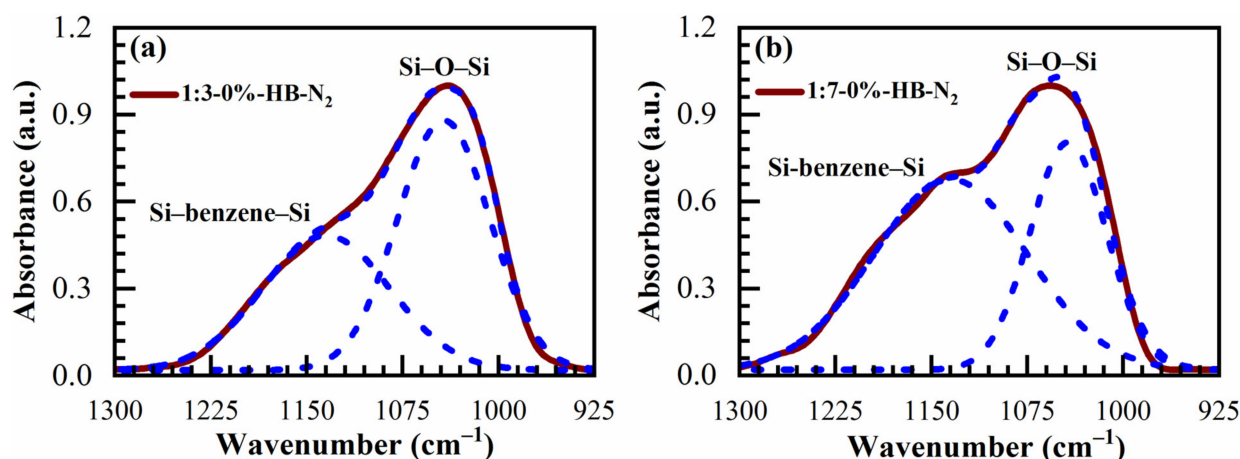 (a)
Si–O–Si
1:3-0%-HB-N₂
Si–benzene–Si
Absorbance (a.u.)
1.2
0.9
0.6
0.3
0.0
1300 1225 1150 1075 1000 925
Wavenumber (cm⁻¹)
(b)
Si–O–Si
1:7-0%-HB-N₂
Si-benzene–Si
Absorbance (a.u.)
1.2
0.9
0.6
0.3
0.0
1300 1225 1150 1075 1000 925
Wavenumber (cm⁻¹)